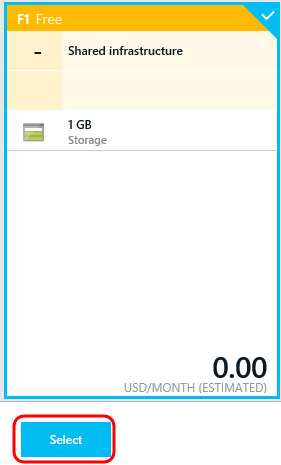 F1 Free
- Shared infrastructure
1 GB
Storage
0.00
USD/MONTH (ESTIMATED)
Select